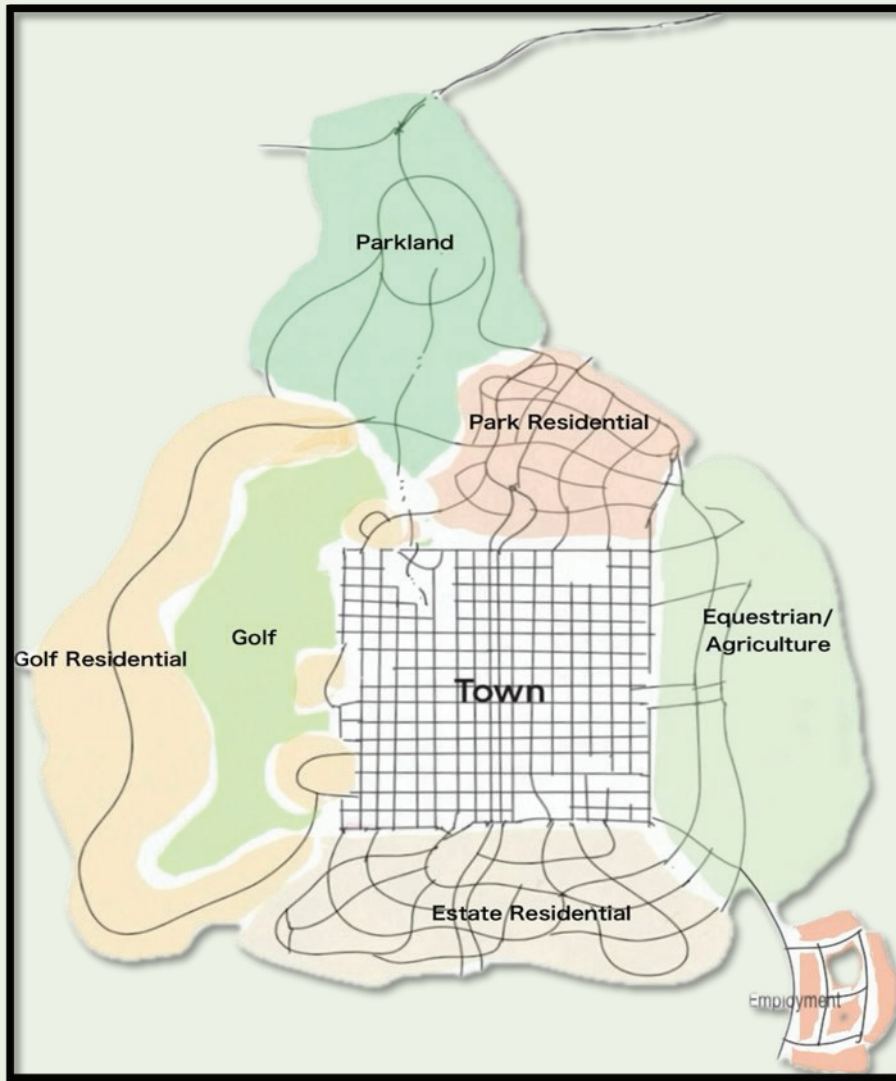 Parkland
Park Residential
Equestrian/
Agriculture
Golf
Golf Residential
Town
Estate Residential
Employment